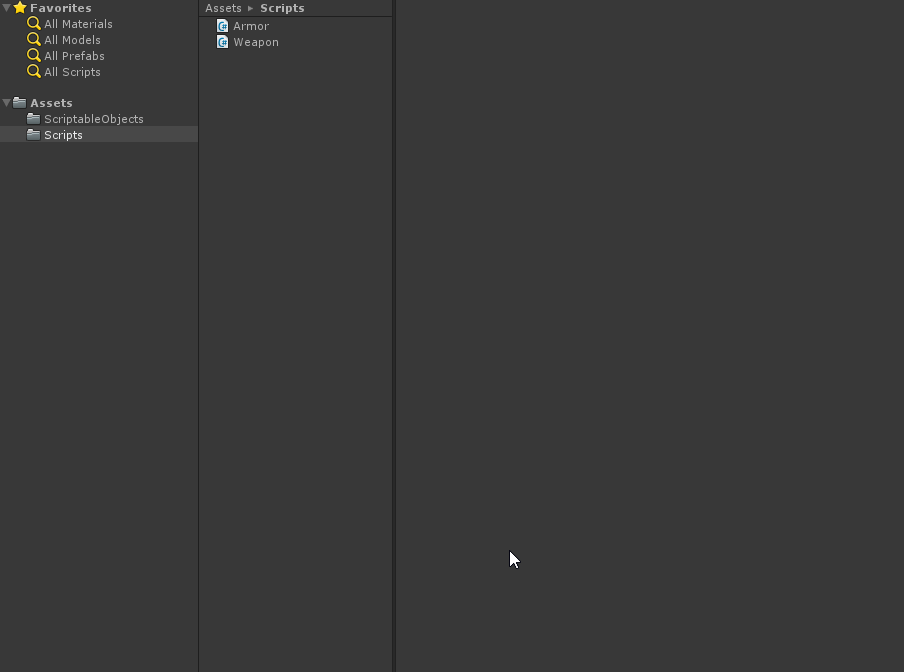 Favorites
All Materials
All Models
All Prefabs
All Scripts
Assets
ScriptableObjects
Scripts
Assets ▸ Scripts
Armor
Weapon